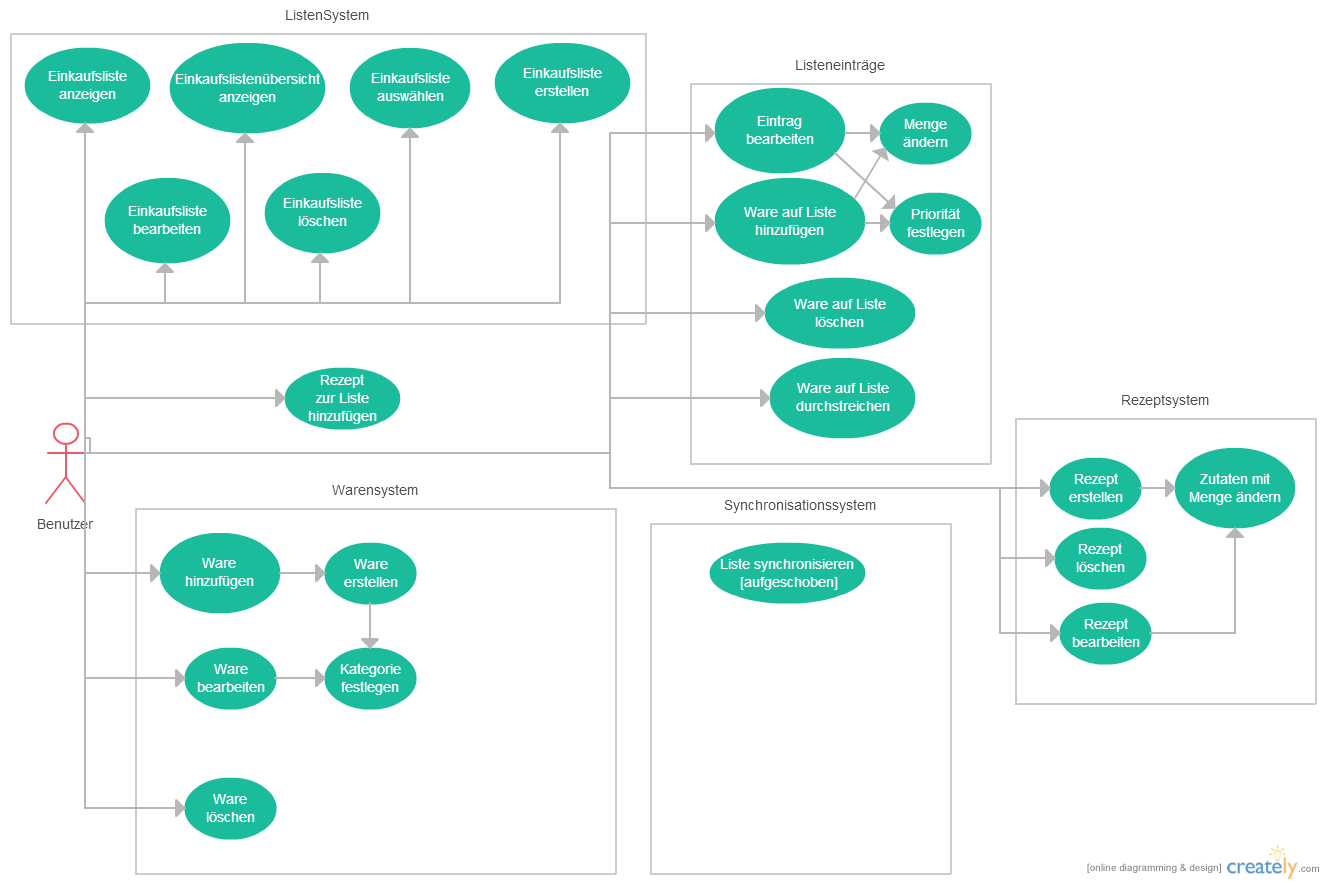 ListenSystem
Einkaufsliste
anzeigen
Einkaufslistenübersicht
anzeigen
Einkaufsliste
auswählen
Einkaufsliste
erstellen
Einkaufsliste
bearbeiten
Einkaufsliste
löschen
Listeneinträge
Eintrag
bearbeiten
Menge
ändern
Ware auf Liste
hinzufügen
Priorität
festlegen
Ware auf Liste
löschen
Ware auf Liste
durchstreichen
Rezept
zur Liste
hinzufügen
Benutzer
Warensystem
Ware
hinzufügen
Ware
erstellen
Ware
bearbeiten
Kategorie
festlegen
Ware
löschen
Synchronisationssystem
Liste synchronisieren
[aufgeschoben]
Rezeptsystem
Rezept
erstellen
Zutaten mit
Menge ändern
Rezept
löschen
Rezept
bearbeiten
[online diagramming & design] creately.com